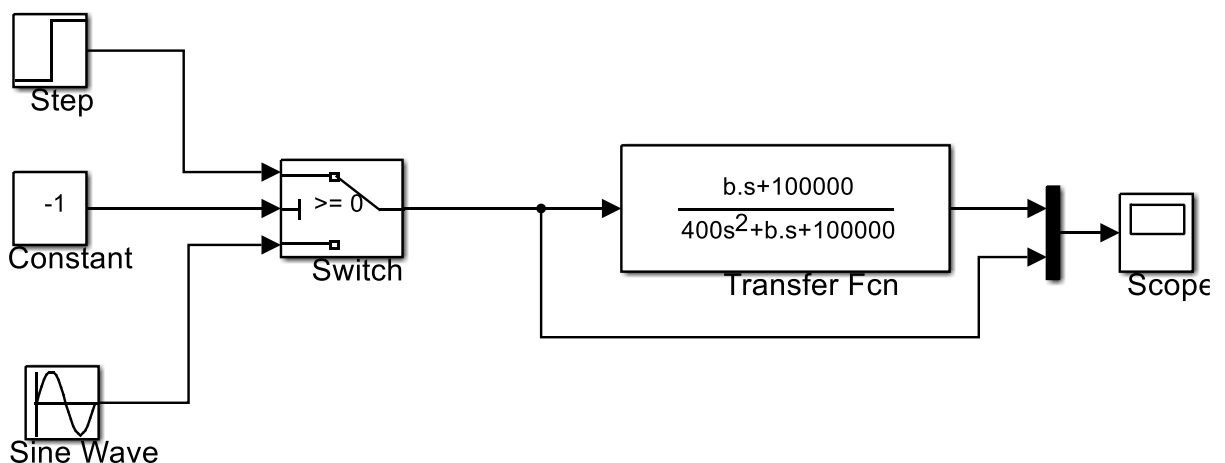 Step
-1
Constant
>= 0
Switch
b.s+100000
400s²+b.s+100000
Transfer Fcn
Scope
Sine Wave